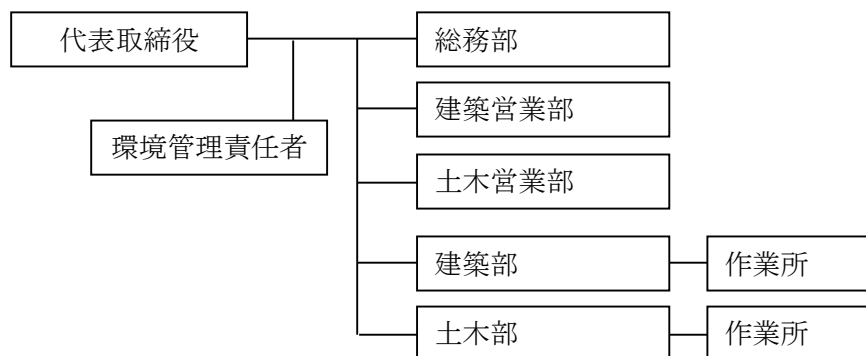 代表取締役
総務部
建築営業部
環境管理責任者
土木営業部
建築部
作業所
土木部
作業所